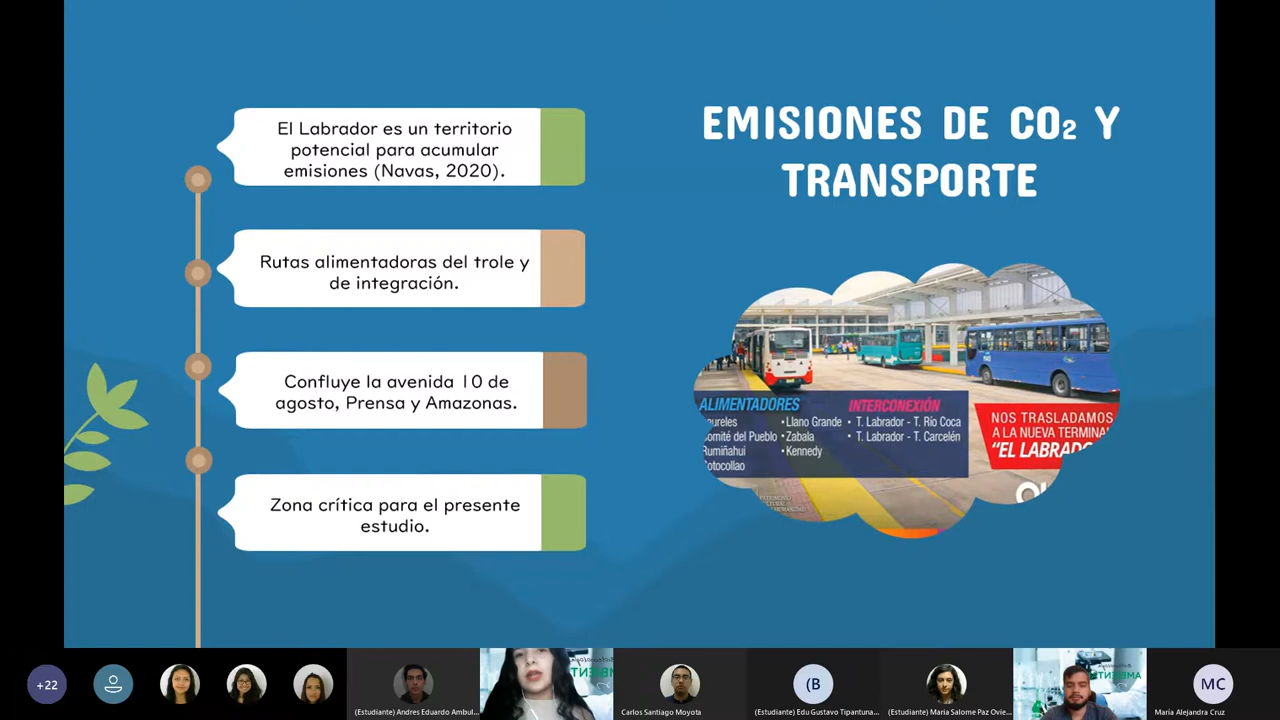 El Labrador es un territorio
potencial para acumular
emisiones (Navas, 2020).
Rutas alimentadoras del trole y
de integración.
Confluye la avenida 10 de
agosto, Prensa y Amazonas.
Zona crítica para el presente
estudio.
EMISIONES DE CO₂ Y
TRANSPORTE
ALIMENTADORES
• Llano Grande
Comité del Pueblo • Zabala
Rumiñahui • Kennedy
Cotocollao
INTERCONEXIÓN
• T. Labrador - T. Río Coca
• T. Labrador - T. Carcelén
NOS TRASLADAMOS
A LA NUEVA TERMINAL
"EL LABRADOR
+22
(Estudiante) Andres Eduardo Ambul...
Carlos Santiago Moyota
(B
(Estudiante) Edu Gustavo Tipantuna...
(Estudiante) Maria Salome Paz Ovie...
MC
María Alejandra Cruz